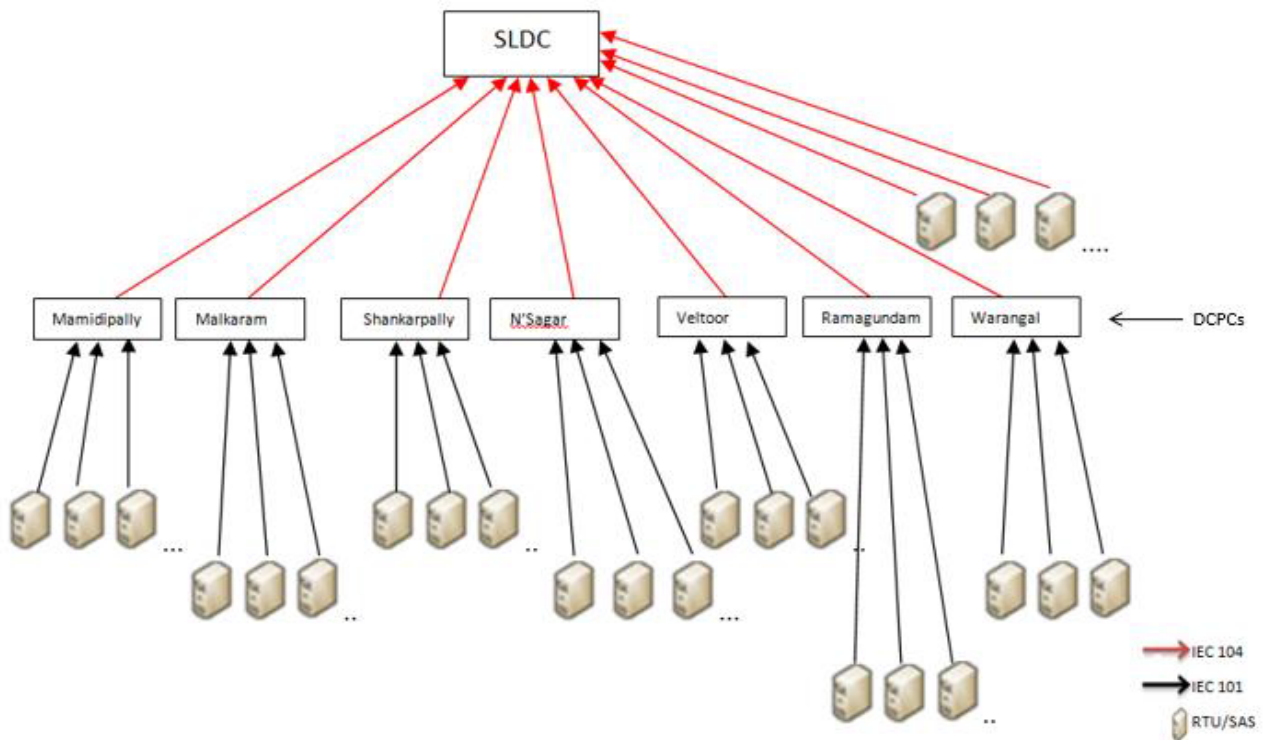 SLDC
....
Mamidipally
Malkaram
Shankarpally
N'Sagar
Veltoor
Ramagundam
Warangal
DCPCs
...
..
..
...
..
..
IEC 104
IEC 101
RTU/SAS